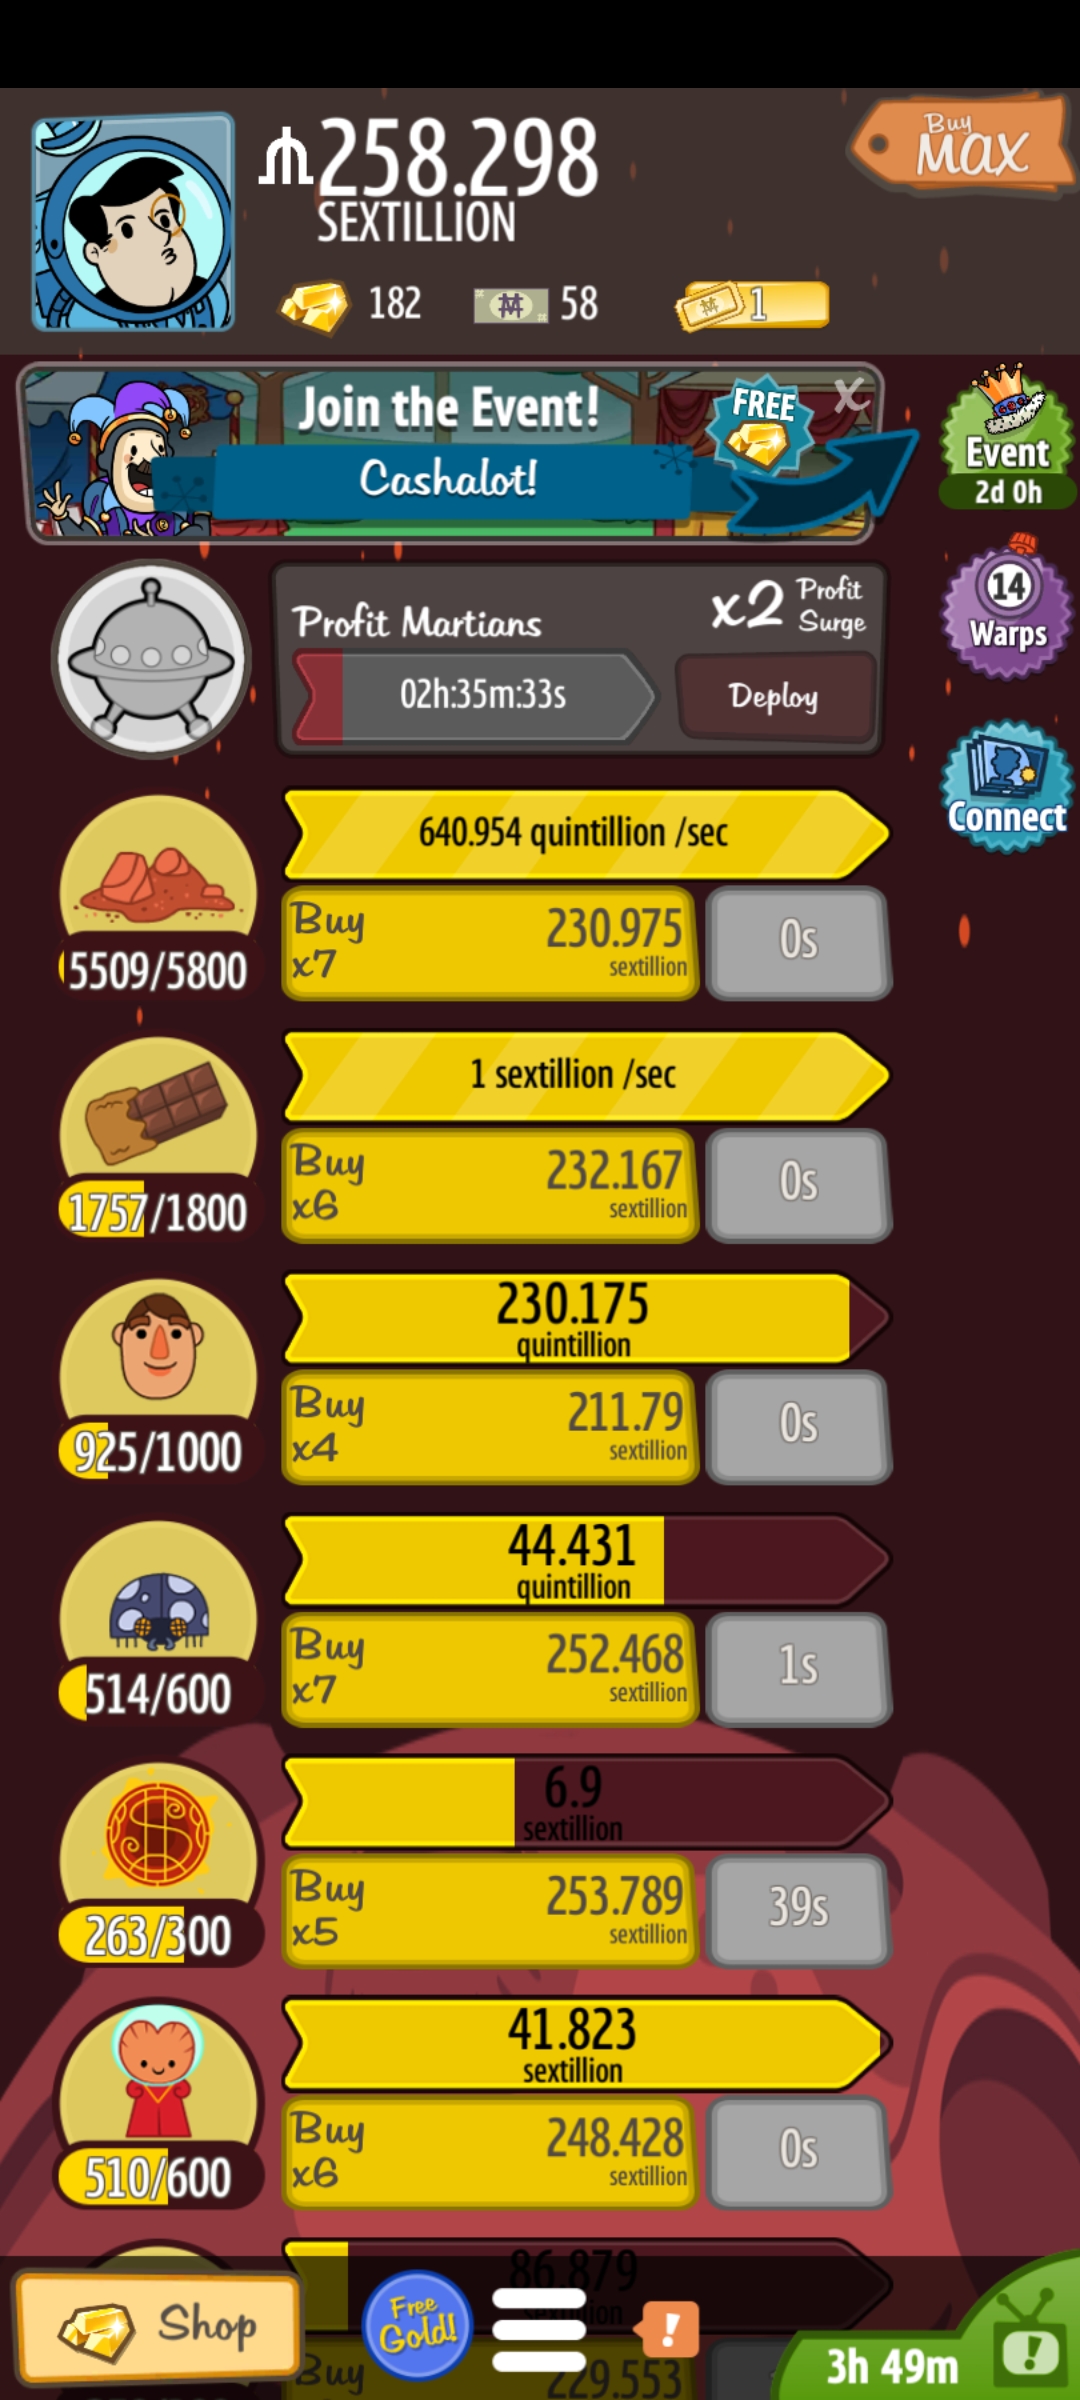 258.298
SEXTILLION
Buy
MAX
182
58
1
Join the Event!
FREE
X
Cashalot!
Event
2d 0h
Profit Martians
x2 Profit Surge
02h:35m:33s
Deploy
14
Warps
Connect
640.954 quintillion /sec
Buy
x7
230.975
sextillion
0s
5509/5800
1 sextillion /sec
Buy
x6
232.167
sextillion
0s
1757/1800
230.175
quintillion
Buy
x4
211.79
sextillion
0s
925/1000
44.431
quintillion
Buy
x7
252.468
sextillion
1s
514/600
6.9
sextillion
Buy
x5
253.789
sextillion
39s
263/300
41.823
sextillion
Buy
x6
248.428
sextillion
0s
510/600
86.879
sextillion
Buy
229.553
Shop
Free
Gold!
!
3h 49m
!